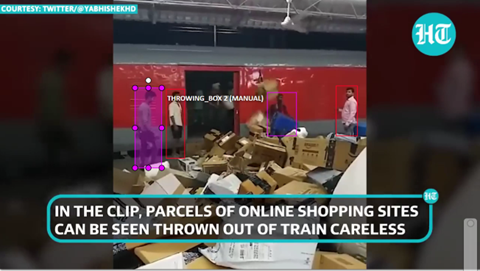 COURTESY: TWITTER/@YABHISHEKHD
HT
THROWING_BOX 2 (MANUAL)
HT
IN THE CLIP, PARCELS OF ONLINE SHOPPING SITES
CAN BE SEEN THROWN OUT OF TRAIN CARELESS